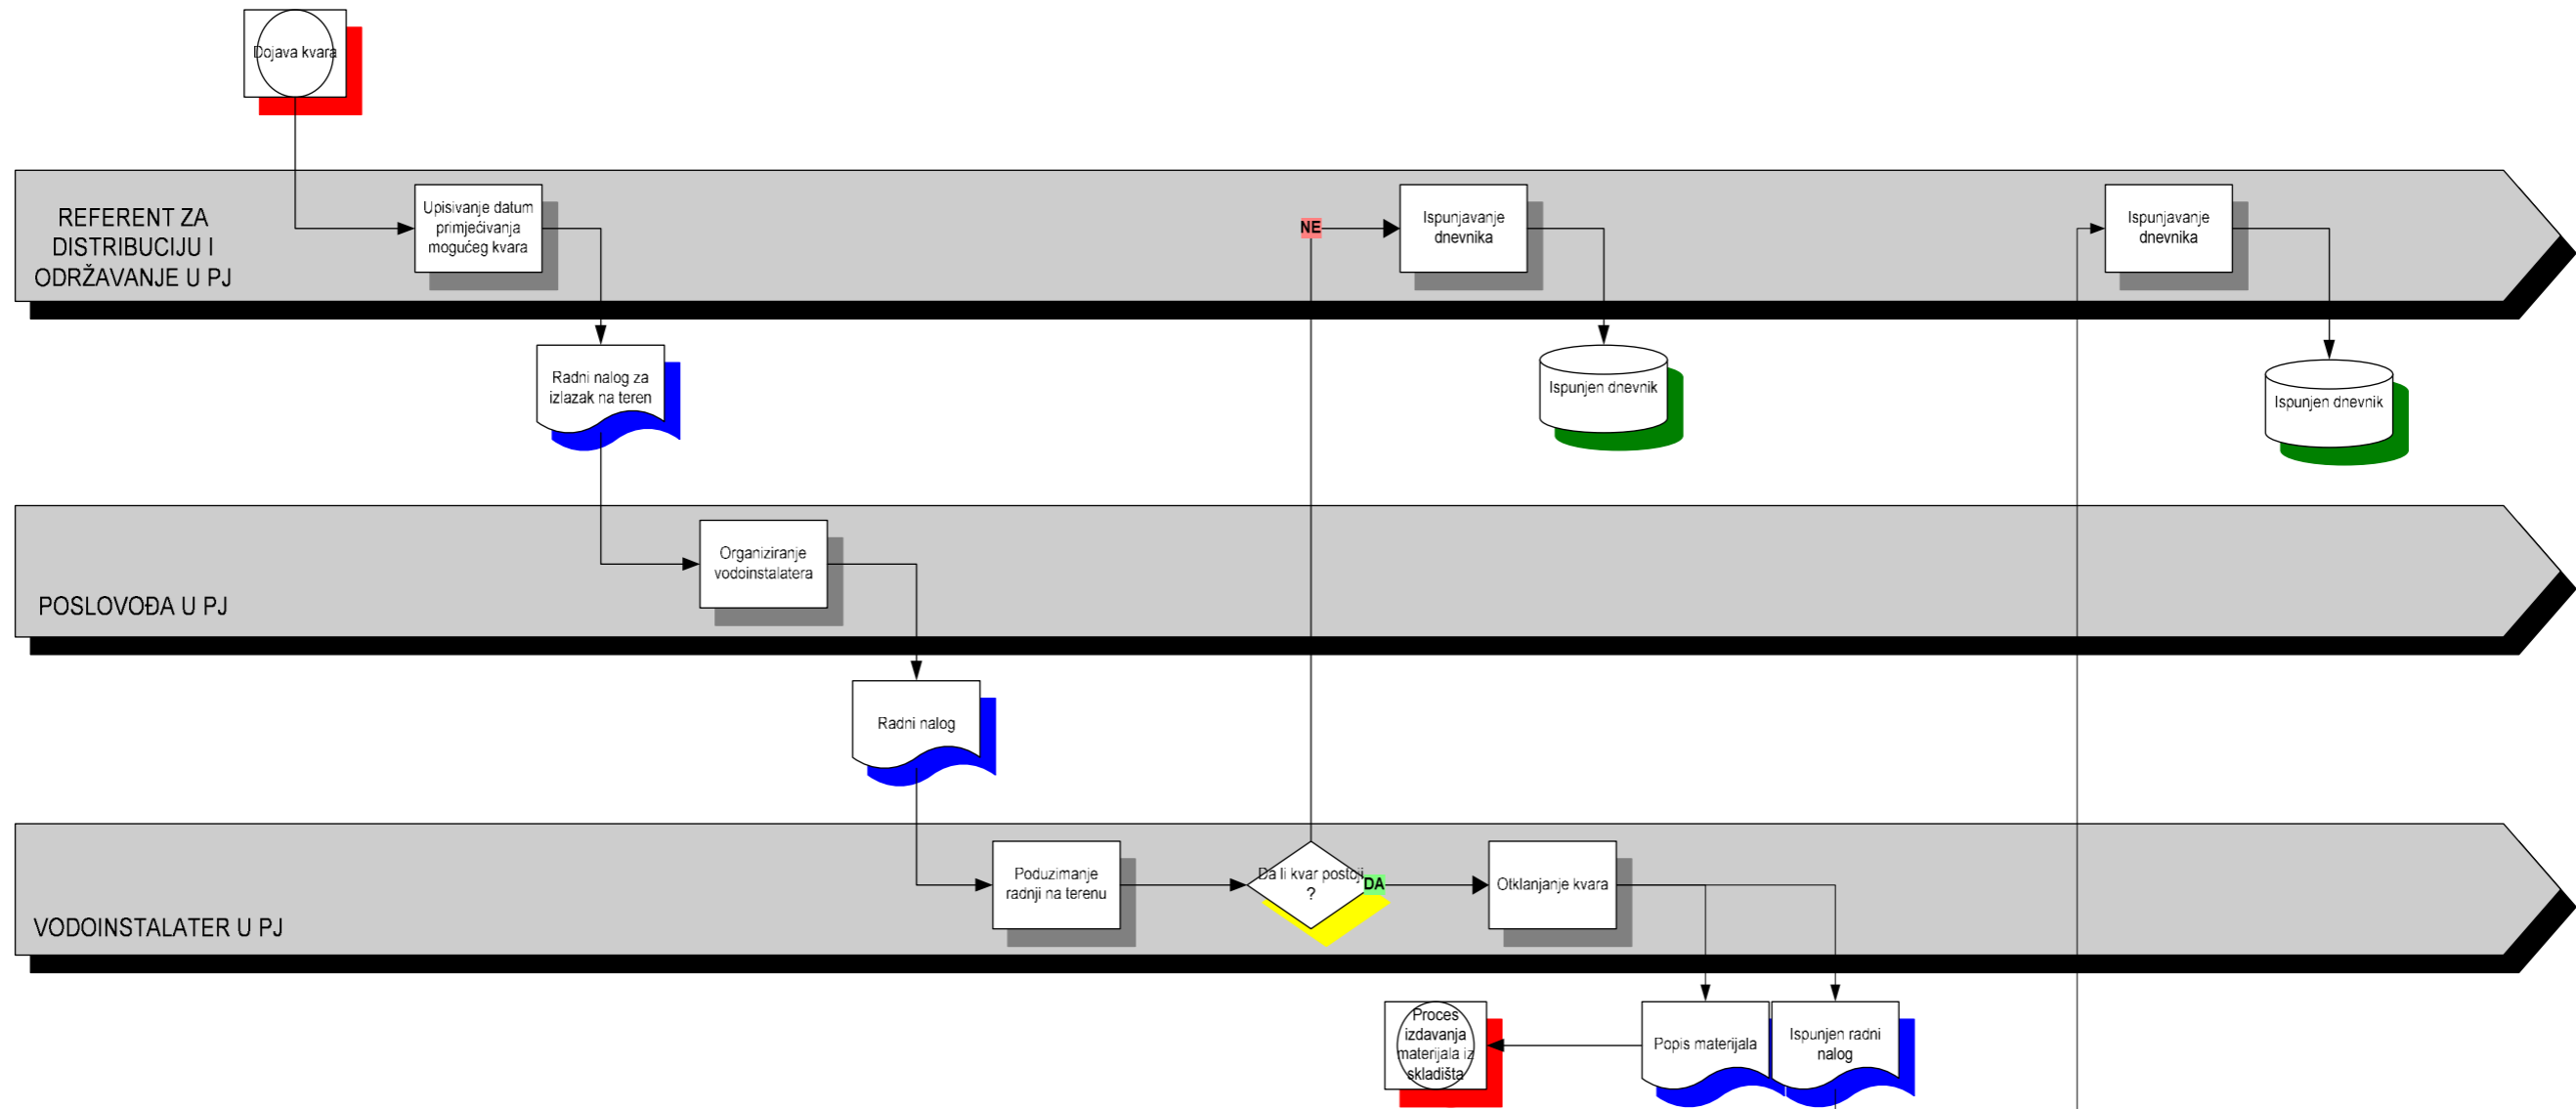 Dojava kvara
REFERENT ZA
DISTRIBUCIJU I
ODRŽAVANJE U PJ
Upisivanje datum
primjećivanja
mogućeg kvara
NE
Ispunjavanje
dnevnika
Ispunjavanje
dnevnika
Radni nalog za
izlazak na teren
Ispunjen dnevnik
Ispunjen dnevnik
POSLOVOĐA U PJ
Organiziranje
vodoinstalatera
Radni nalog
VODOINSTALATER U PJ
Poduzimanje
radnji na terenu
Da li kvar postoji
?
DA
Otklanjanje kvara
Proces
izdavanja
materijala iz
skladišta
Popis materijala
Ispunjen radni
nalog